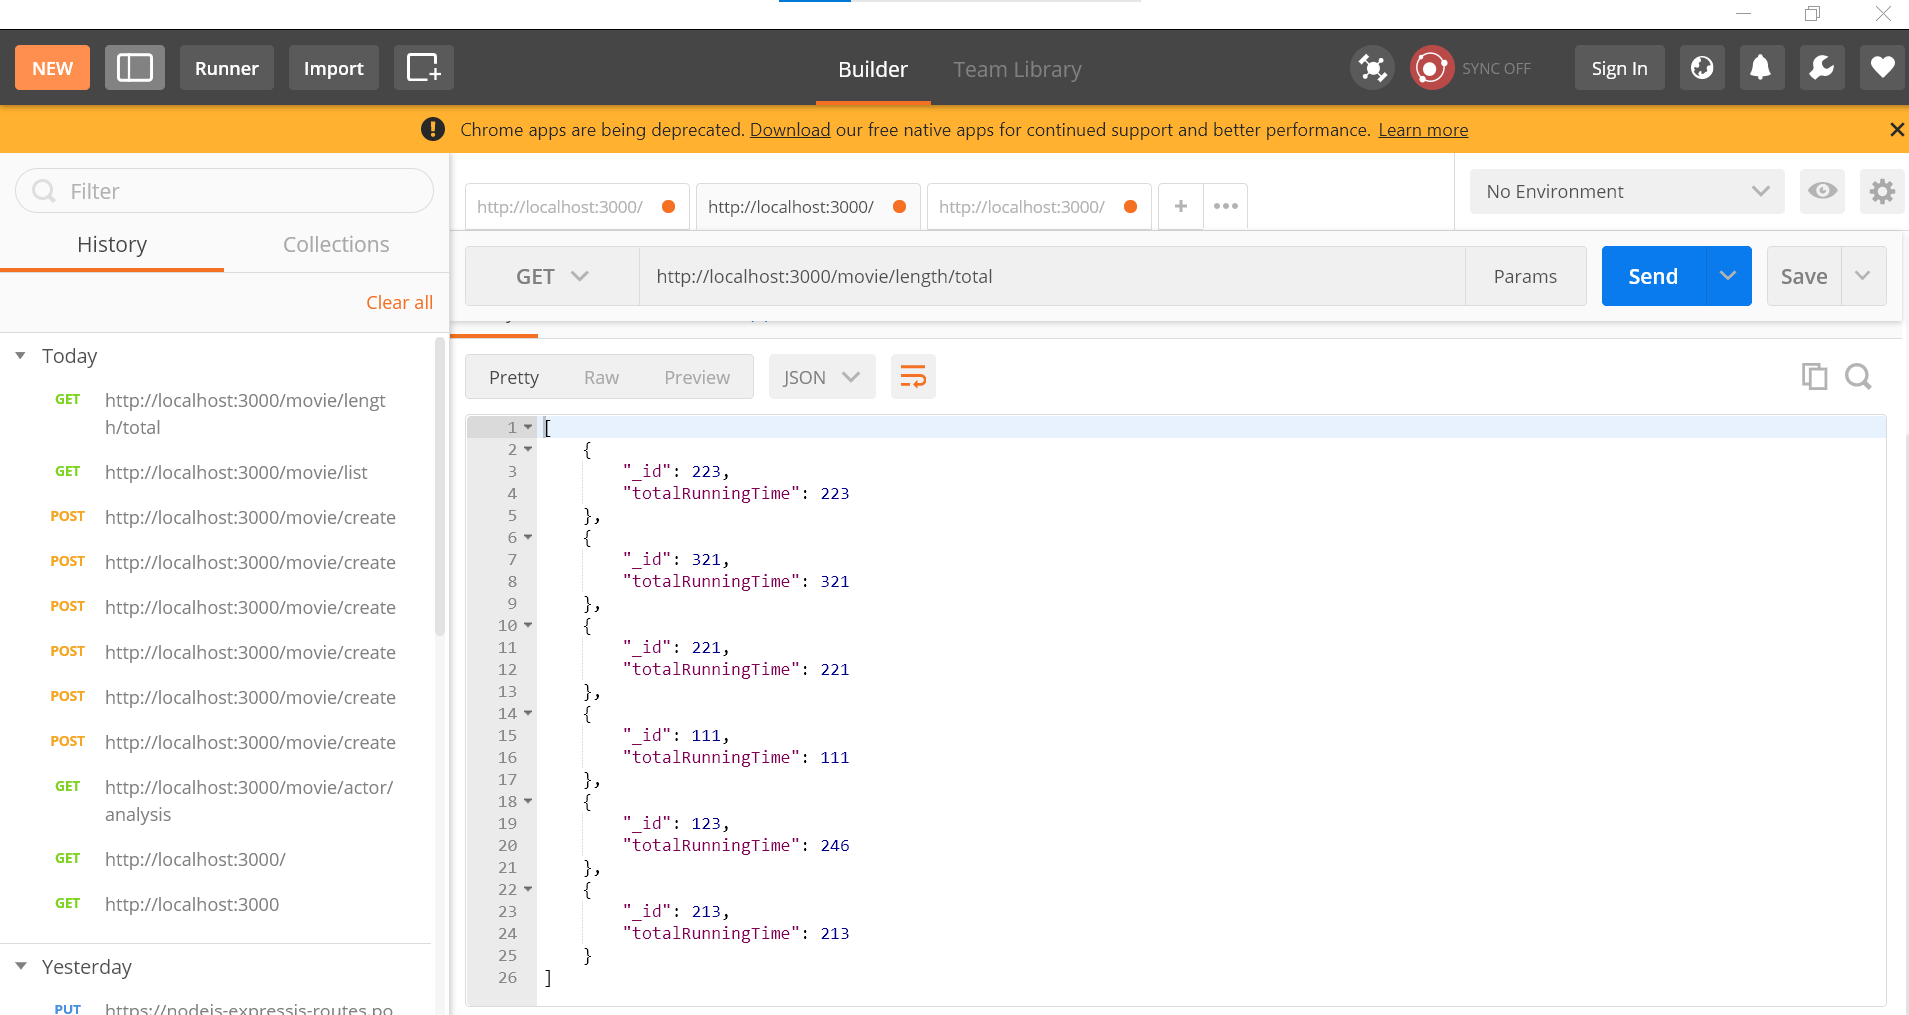 NEW
Runner
Import
Builder
Team Library
SYNC OFF
Sign In
Chrome apps are being deprecated. Download our free native apps for continued support and better performance. Learn more
Filter
History
Collections
Clear all
Today
GET http://localhost:3000/movie/lengt
h/total
GET http://localhost:3000/movie/list
POST http://localhost:3000/movie/create
POST http://localhost:3000/movie/create
POST http://localhost:3000/movie/create
POST http://localhost:3000/movie/create
POST http://localhost:3000/movie/create
POST http://localhost:3000/movie/create
GET http://localhost:3000/movie/actor/
analysis
GET http://localhost:3000/
GET http://localhost:3000
Yesterday
PUT https://nodejs-expressjs-routes.po
http://localhost:3000/
http://localhost:3000/
http://localhost:3000/
No Environment
GET http://localhost:3000/movie/length/total Params Send Save
Pretty Raw Preview JSON
1 [
2 {
3 "_id": 223,
4 "totalRunningTime": 223
5 },
6 {
7 "_id": 321,
8 "totalRunningTime": 321
9 },
10 {
11 "_id": 221,
12 "totalRunningTime": 221
13 },
14 {
15 "_id": 111,
16 "totalRunningTime": 111
17 },
18 {
19 "_id": 123,
20 "totalRunningTime": 246
21 },
22 {
23 "_id": 213,
24 "totalRunningTime": 213
25 }
26 ]